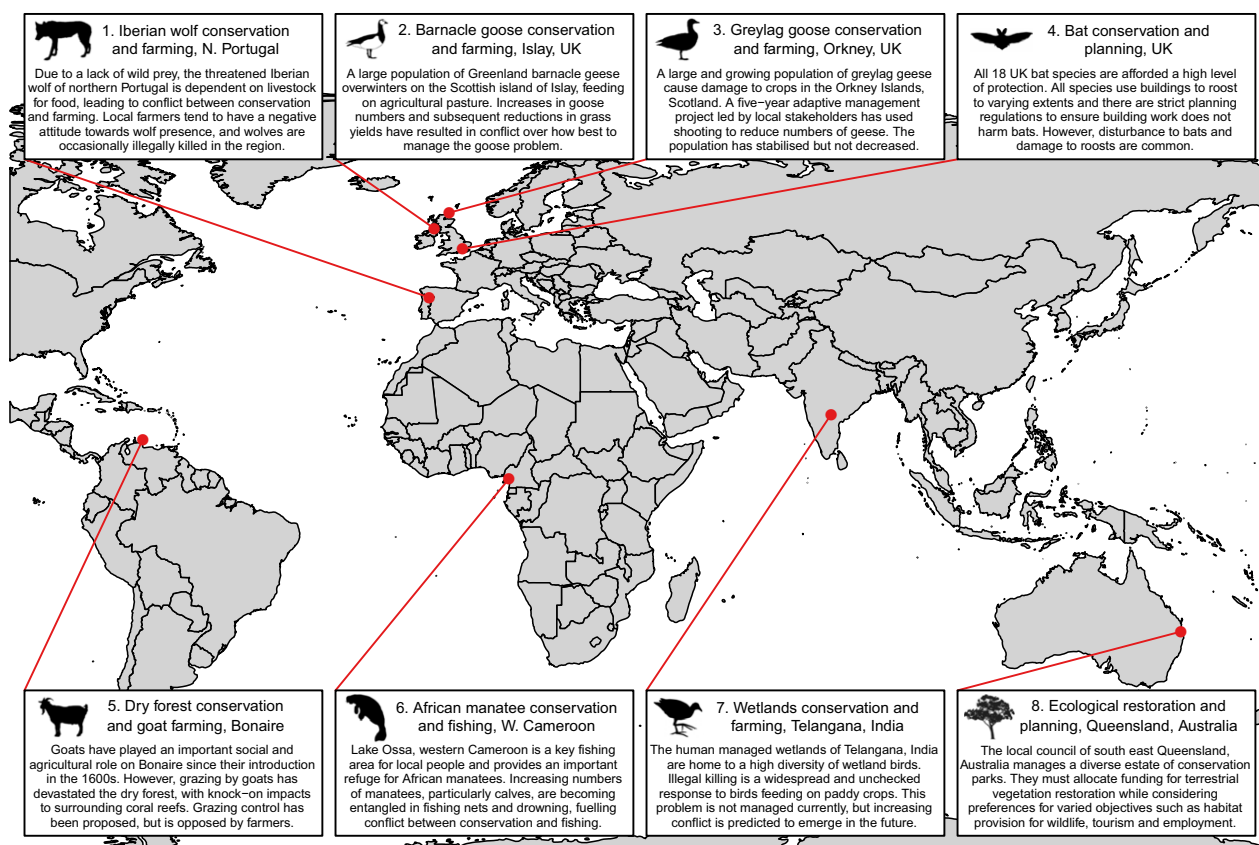 1. Iberian wolf conservation
and farming, N. Portugal
Due to a lack of wild prey, the threatened Iberian
wolf of northern Portugal is dependent on livestock
for food, leading to conflict between conservation
and farming. Local farmers tend to have a negative
attitude towards wolf presence, and wolves are
occasionally illegally killed in the region.
2. Barnacle goose conservation
and farming, Islay, UK
A large population of Greenland barnacle geese
overwinters on the Scottish island of Islay, feeding
on agricultural pasture. Increases in goose
numbers and subsequent reductions in grass
yields have resulted in conflict over how best to
manage the goose problem.
3. Greylag goose conservation
and farming, Orkney, UK
A large and growing population of greylag geese
cause damage to crops in the Orkney Islands,
Scotland. A five−year adaptive management
project led by local stakeholders has used
shooting to reduce numbers of geese. The
population has stabilised but not decreased.
4. Bat conservation and
planning, UK
All 18 UK bat species are afforded a high level
of protection. All species use buildings to roost
to varying extents and there are strict planning
regulations to ensure building work does not
harm bats. However, disturbance to bats and
damage to roosts are common.
5. Dry forest conservation
and goat farming, Bonaire
Goats have played an important social and
agricultural role on Bonaire since their introduction
in the 1600s. However, grazing by goats has
devastated the dry forest, with knock−on impacts
to surrounding coral reefs. Grazing control has
been proposed, but is opposed by farmers.
6. African manatee conservation
and fishing, W. Cameroon
Lake Ossa, western Cameroon is a key fishing
area for local people and provides an important
refuge for African manatees. Increasing numbers
of manatees, particularly calves, are becoming
entangled in fishing nets and drowning, fuelling
conflict between conservation and fishing.
7. Wetlands conservation and
farming, Telangana, India
The human managed wetlands of Telangana, India
are home to a high diversity of wetland birds.
Illegal killing is a widespread and unchecked
response to birds feeding on paddy crops. This
problem is not managed currently, but increasing
conflict is predicted to emerge in the future.
8. Ecological restoration and
planning, Queensland, Australia
The local council of south east Queensland,
Australia manages a diverse estate of conservation
parks. They must allocate funding for terrestrial
vegetation restoration while considering
preferences for varied objectives such as habitat
provision for wildlife, tourism and employment.